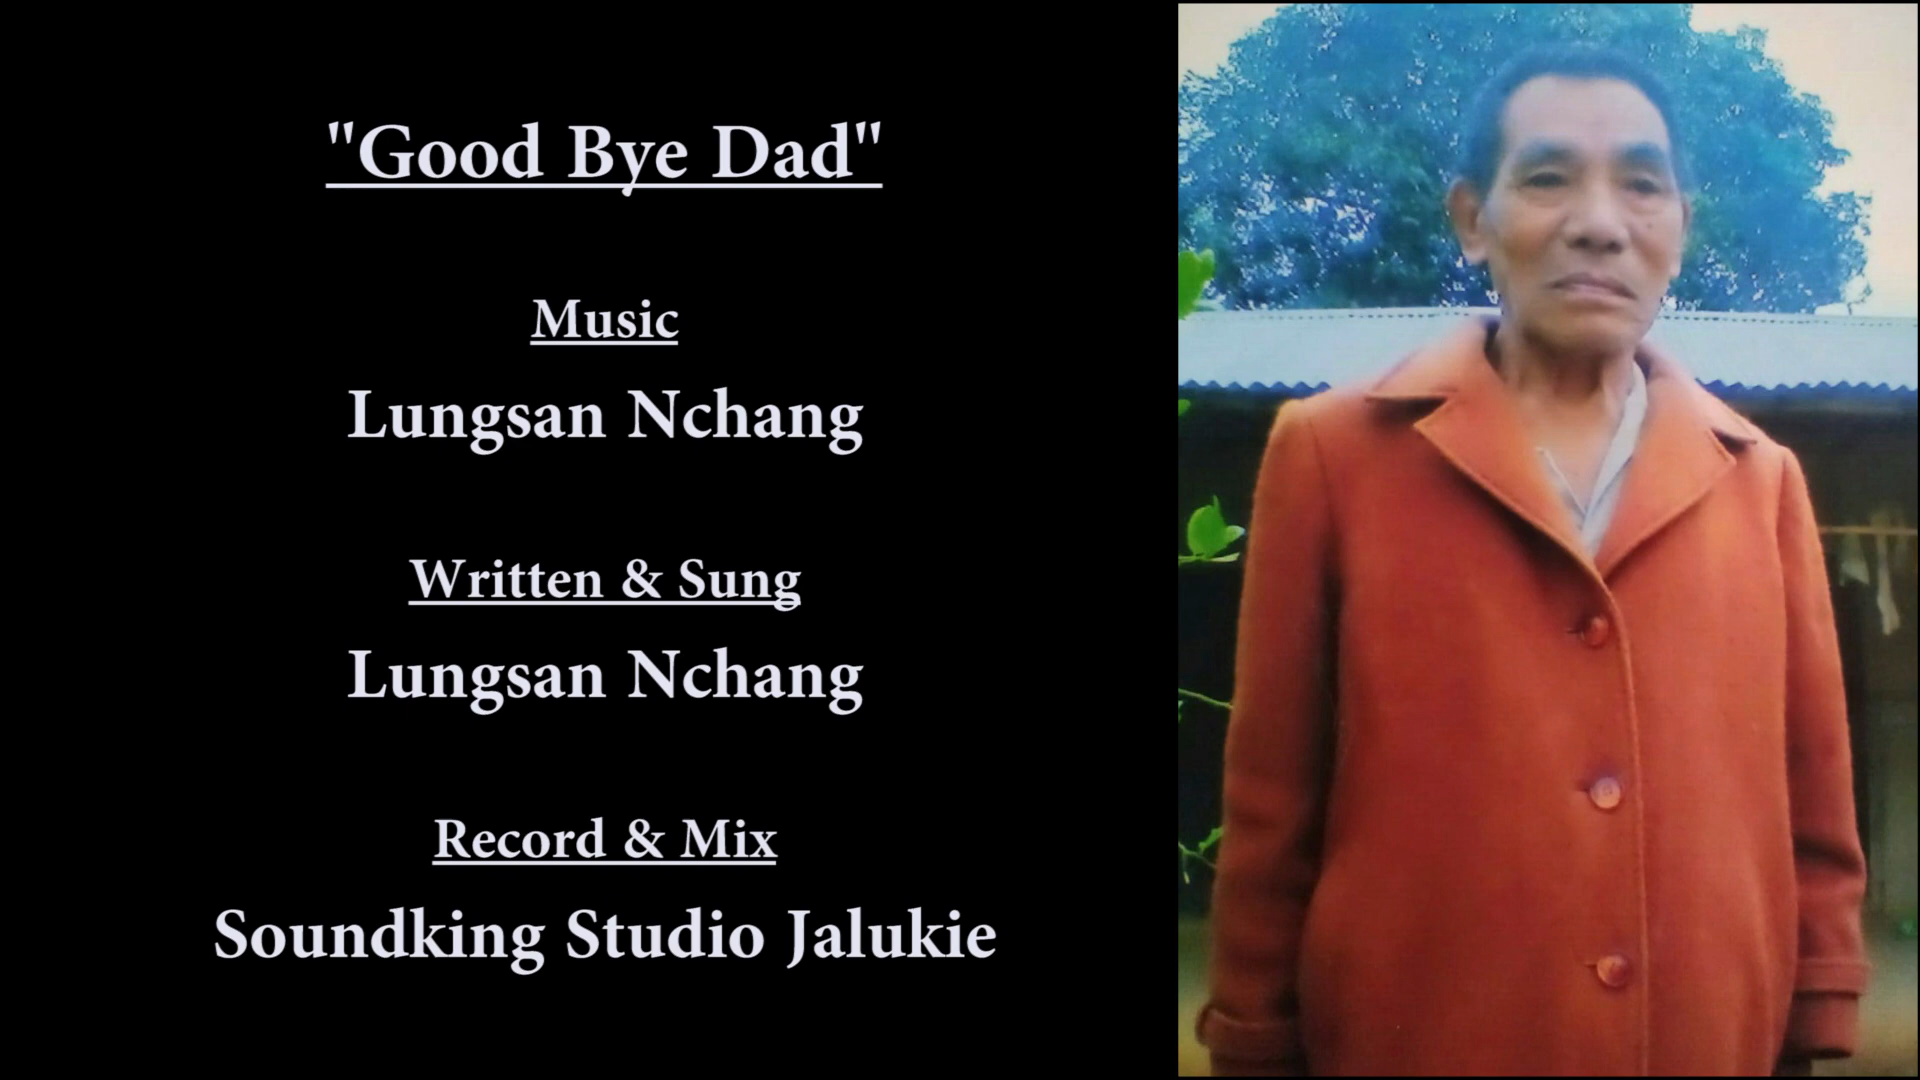 "Good Bye Dad"
Music
Lungsan Nchang
Written & Sung
Lungsan Nchang
Record & Mix
Soundking Studio Jalukie